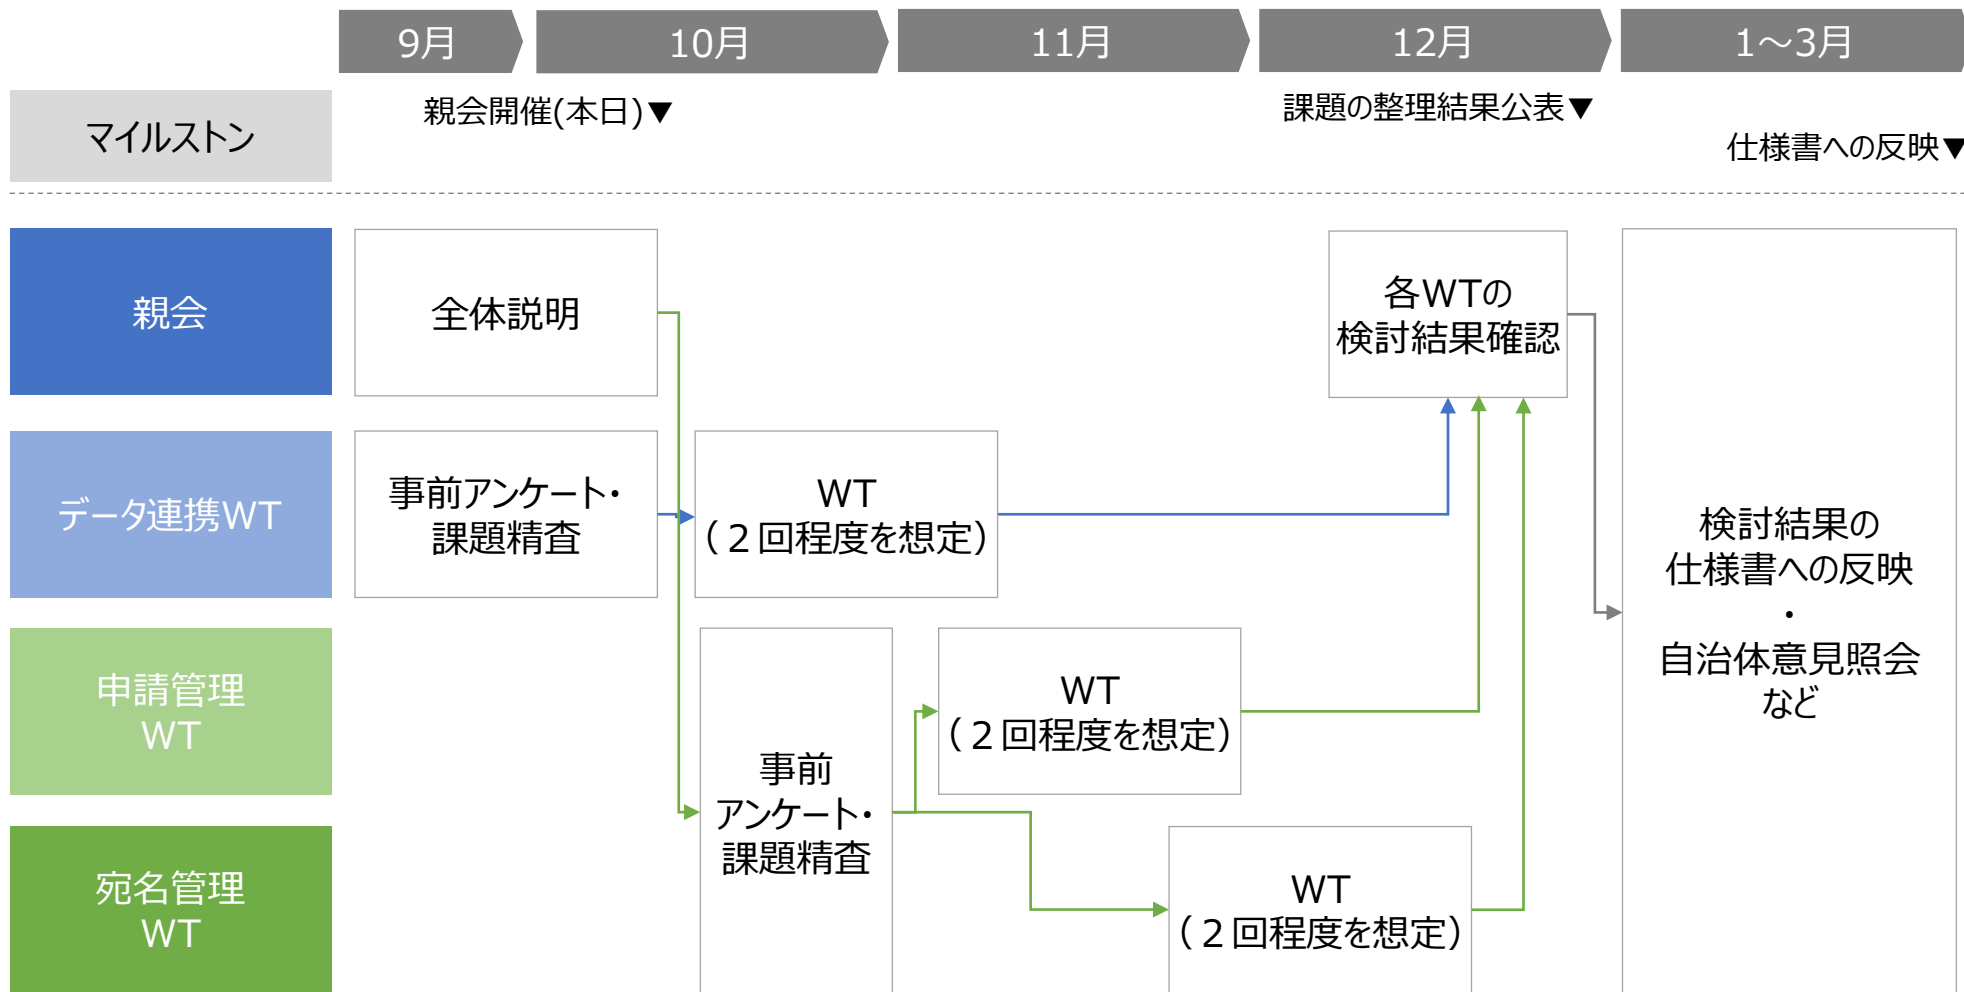 9月
10月
11月
12月
1～3月
マイルストン
親会開催(本日)▼
課題の整理結果公表▼
仕様書への反映▼
親会
全体説明
各WTの
検討結果確認
データ連携WT
事前アンケート・
課題精査
WT
（２回程度を想定）
検討結果の
仕様書への反映
・
自治体意見照会
など
申請管理
WT
事前
アンケート・
課題精査
WT
（２回程度を想定）
宛名管理
WT
WT
（２回程度を想定）